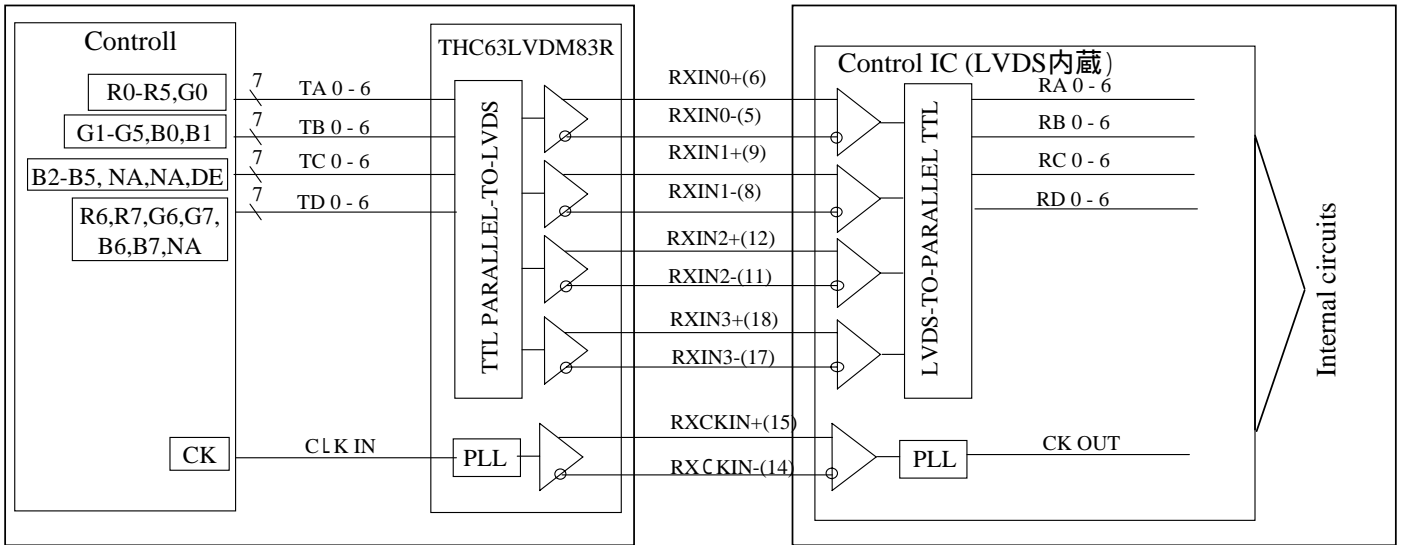 Controll
R0-R5,G0
G1-G5,B0,B1
B2-B5, NA,NA,DE
R6,R7,G6,G7,
B6,B7,NA
CK
7
TA 0 - 6
7
TB 0 - 6
7
TC 0 - 6
7
TD 0 - 6
CLK IN
THC63LVDM83R
TTL PARALLEL-TO-LVDS
PLL
RXIN0+(6)
RXIN0-(5)
RXIN1+(9)
RXIN1-(8)
RXIN2+(12)
RXIN2-(11)
RXIN3+(18)
RXIN3-(17)
RXCKIN+(15)
RXCKIN-(14)
Control IC (LVDS内蔵)
LVDS-TO-PARALLEL TTL
PLL
RA 0 - 6
RB 0 - 6
RC 0 - 6
RD 0 - 6
CK OUT
Internal circuits